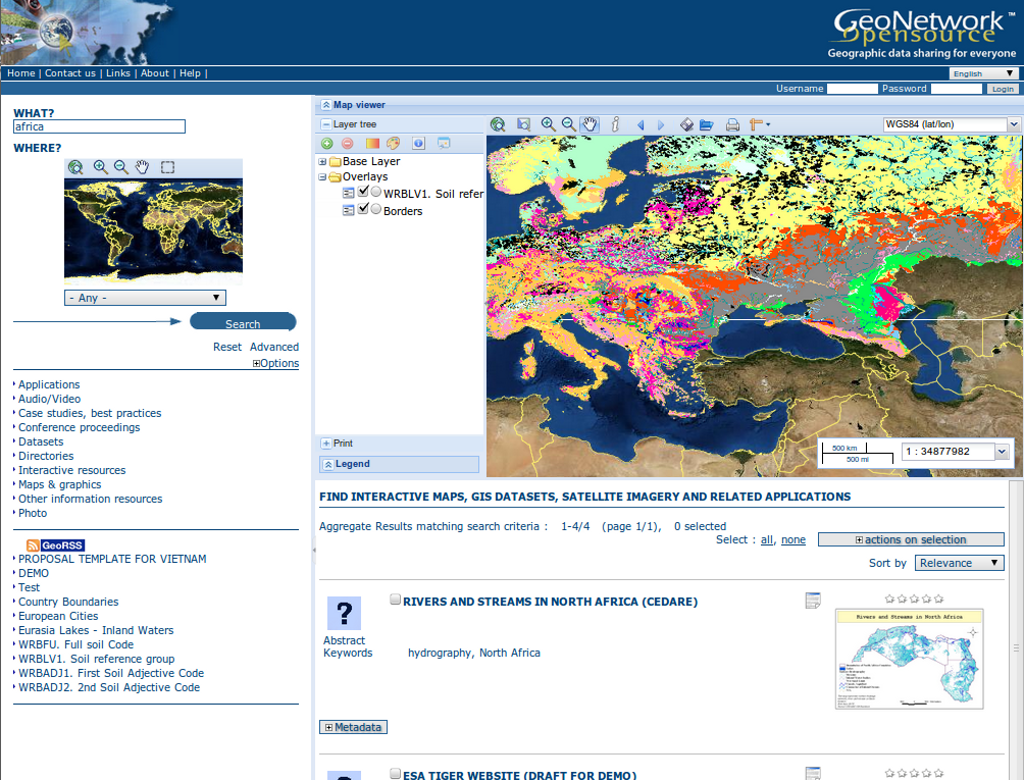 GeoNetwork™
Opensource
Geographic data sharing for everyone
Home | Contact us | Links | About | Help |
English
Username Password Login
WHAT?
africa
WHERE?
- Any -
Search
Reset Advanced
Options
Applications
Audio/Video
Case studies, best practices
Conference proceedings
Datasets
Directories
Interactive resources
Maps & graphics
Other information resources
Photo
GeoRSS
PROPOSAL TEMPLATE FOR VIETNAM
DEMO
Test
Country Boundaries
European Cities
Eurasia Lakes - Inland Waters
WRBFU. Full soil Code
WRBLV1. Soil reference group
WRBADJ1. First Soil Adjective Code
WRBADJ2. 2nd Soil Adjective Code
Map viewer
Layer tree
Base Layer
Overlays
WRBLV1. Soil refer
Borders
Print
Legend
WGS84 (lat/lon)
500 km
500 mi
1 : 34877982
FIND INTERACTIVE MAPS, GIS DATASETS, SATELLITE IMAGERY AND RELATED APPLICATIONS
Aggregate Results matching search criteria : 1-4/4 (page 1/1), 0 selected
Select : all, none
actions on selection
Sort by Relevance
?
RIVERS AND STREAMS IN NORTH AFRICA (CEDARE)
Abstract
Keywords hydrography, North Africa
Rivers and Streams in North Africa
Metadata
?
ESA TIGER WEBSITE (DRAFT FOR DEMO)